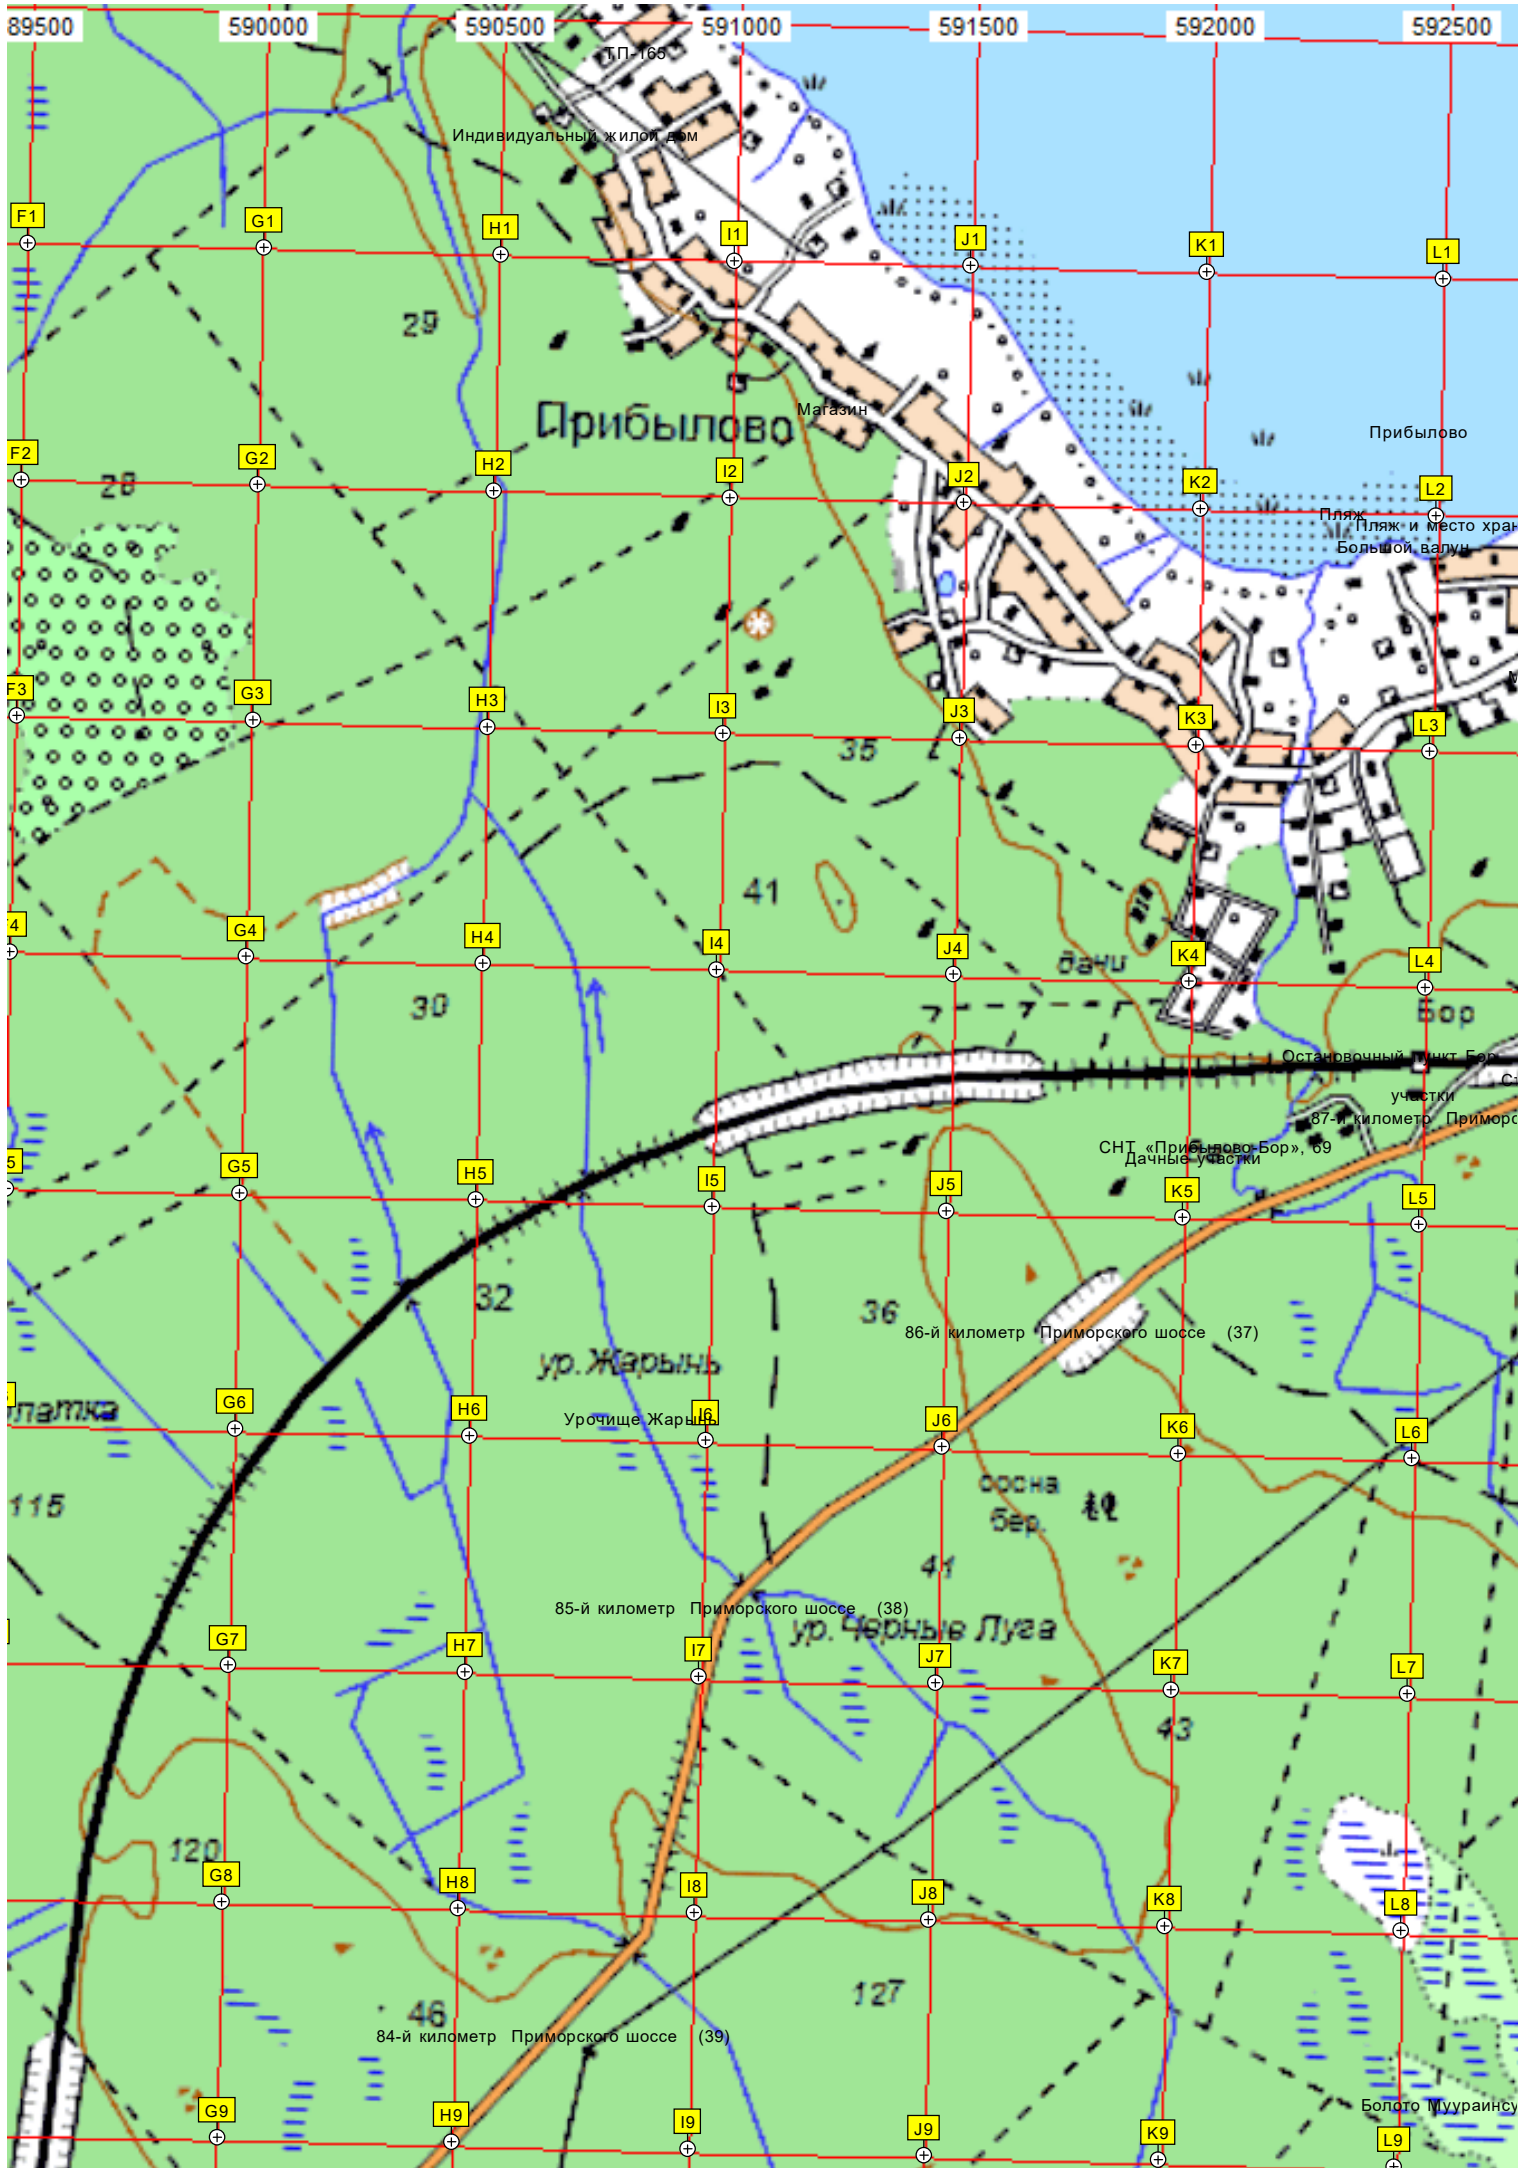 89500 590000 590500 591000 591500 592000 592500
ТП-165
Индивидуальный жилой дом
F1 G1 H1 I1 J1 K1 L1
29
Прибылово
Магазин
Прибылово
F2 G2 H2 I2 J2 K2 L2
28
Пляж
Пляж и место хран
Большой валун
F3 G3 H3 I3 J3 K3 L3
35
М
41
F4 G4 H4 I4 J4 K4 L4
дачи
30
Бор
Остановочный пункт Бор
Ст
участки
87-й километр Приморс
СНТ «Прибылово-Бор», 69
Дачные участки
5 G5 H5 I5 J5 K5 L5
32
36
86-й километр Приморского шоссе (37)
ур. Жарынь
Урочище Жарынь
латка
G6 H6 I6 J6 K6 L6
сосна
бер.
115
41
85-й километр Приморского шоссе (38)
ур. Черные Луга
G7 H7 I7 J7 K7 L7
43
120
G8 H8 I8 J8 K8 L8
127
46
84-й километр Приморского шоссе (39)
Болото Муураинсу
G9 H9 I9 J9 K9 L9